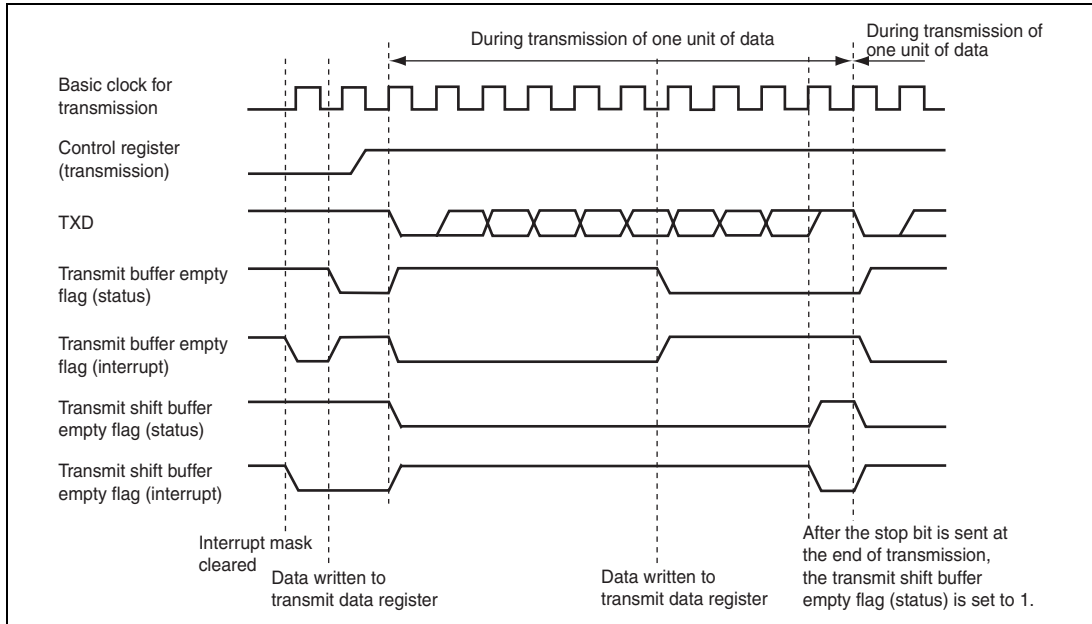 During transmission of one unit of data
During transmission of
one unit of data
Basic clock for
transmission
Control register
(transmission)
TXD
Transmit buffer empty
flag (status)
Transmit buffer empty
flag (interrupt)
Transmit shift buffer
empty flag (status)
Transmit shift buffer
empty flag (interrupt)
Interrupt mask
cleared
Data written to
transmit data register
Data written to
transmit data register
After the stop bit is sent at
the end of transmission,
the transmit shift buffer
empty flag (status) is set to 1.